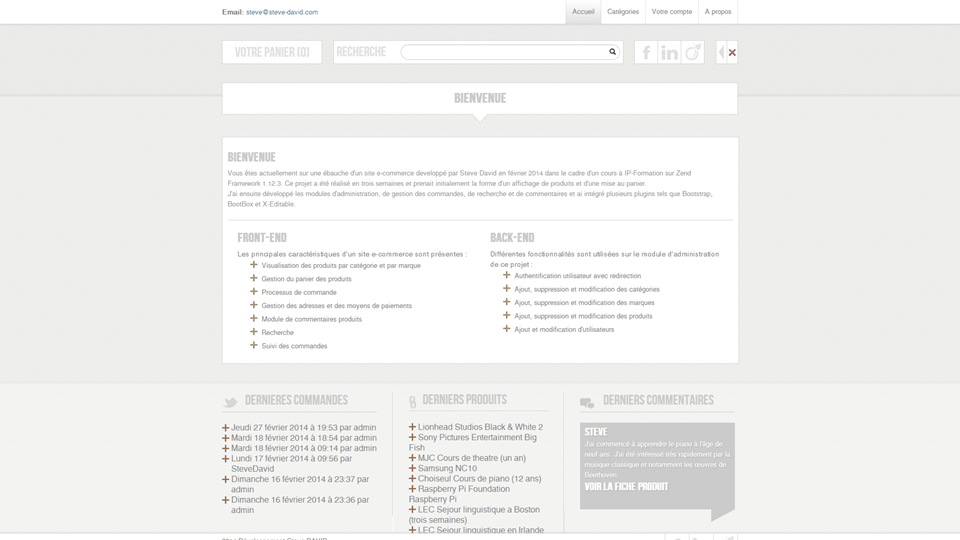 Email: steve@steve-david.com
Accueil
Catégories
Votre compte
A propos
VOTRE PANIER (0)
RECHERCHE
BIENVENUE
BIENVENUE
Vous êtes actuellement sur une ébauche d'un site e-commerce developpé par Steve David en février 2014 dans le cadre d'un cours à IP-Formation sur Zend
Framework 1.12.3. Ce projet a été réalisé en trois semaines et prenait initialement la forme d'un affichage de produits et d'une mise au panier.
J'ai ensuite développé les modules d'administration, de gestion des commandes, de recherche et de commentaires et ai intégré plusieurs plugins tels que Bootstrap,
BootBox et X-Editable.
FRONT-END
Les principales caractéristiques d'un site e-commerce sont présentes :
Visualisation des produits par catégorie et par marque
Gestion du panier des produits
Processus de commande
Gestion des adresses et des moyens de paiements
Module de commentaires produits
Recherche
Suivi des commandes
BACK-END
Différentes fonctionnalités sont utlisées sur le module d'administration
de ce projet :
Authentification utilisateur avec redirection
Ajout, suppression et modification des catégories
Ajout, suppression et modification des marques
Ajout, suppression et modification des produits
Ajout et modification d'utilisateurs
DERNIERES COMMANDES
Jeudi 27 février 2014 à 19:53 par admin
Mardi 18 février 2014 à 18:54 par admin
Mardi 18 février 2014 à 09:14 par admin
Lundi 17 février 2014 à 09:56 par
SteveDavid
Dimanche 16 février 2014 à 23:37 par
admin
Dimanche 16 février 2014 à 23:36 par
admin
DERNIERS PRODUITS
Lionhead Studios Black & White 2
Sony Pictures Entertainment Big
Fish
MJC Cours de theatre (un an)
Samsung NC10
Choiseul Cours de piano (12 ans)
Raspberry Pi Foundation
Raspberry Pi
LEC Sejour linguistique a Boston
(trois semaines)
LEC Sejour linguistique en Irlande
DERNIERS COMMENTAIRES
STEVE
J'ai commencé à apprendre le piano à l'âge de
neuf ans. J'ai été intéressé très rapidement par la
musique classique et notamment les œuvres de
Beethoven.
VOIR LA FICHE PRODUIT